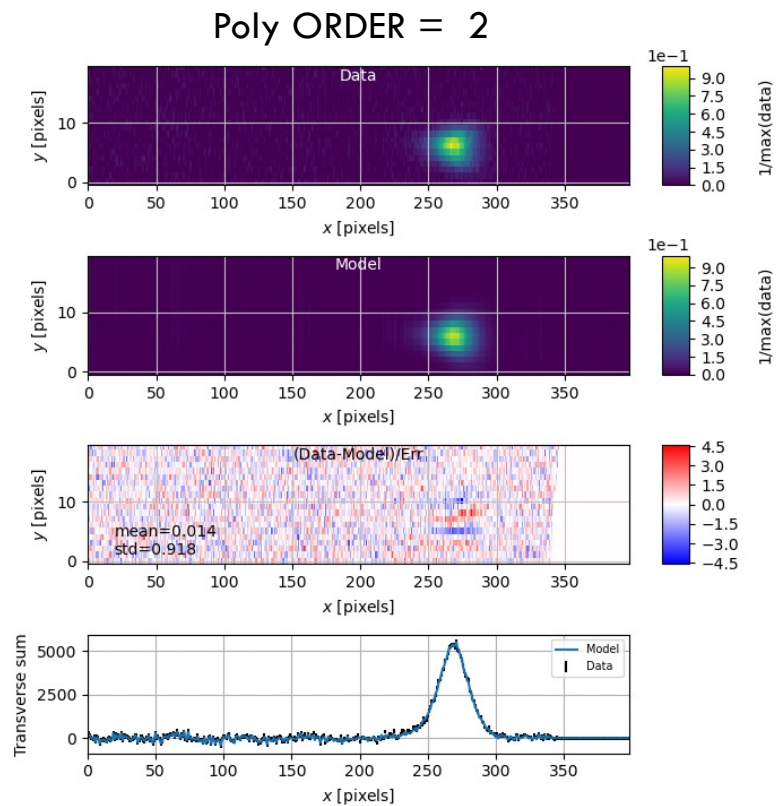 Poly ORDER = 2
1e−1
Data
y [pixels]
10
0
0 50 100 150 200 250 300 350
x [pixels]
9.0
7.5
6.0
4.5
3.0
1.5
0.0
1/max(data)
1e−1
Model
y [pixels]
10
0
0 50 100 150 200 250 300 350
x [pixels]
9.0
7.5
6.0
4.5
3.0
1.5
0.0
1/max(data)
(Data-Model)/Err
y [pixels]
10
0
mean=0.014
std=0.918
0 50 100 150 200 250 300 350
x [pixels]
4.5
3.0
1.5
0.0
−1.5
−3.0
−4.5
Transverse sum
5000
2500
0
Model
Data
0 50 100 150 200 250 300 350
x [pixels]